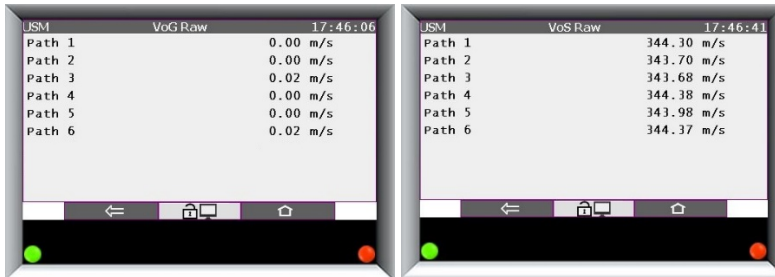 USM VoG Raw 17:46:06
Path 1 0.00 m/s
Path 2 0.00 m/s
Path 3 0.02 m/s
Path 4 0.00 m/s
Path 5 0.00 m/s
Path 6 0.02 m/s
USM VoS Raw 17:46:41
Path 1 344.30 m/s
Path 2 343.70 m/s
Path 3 343.68 m/s
Path 4 344.38 m/s
Path 5 343.98 m/s
Path 6 344.37 m/s